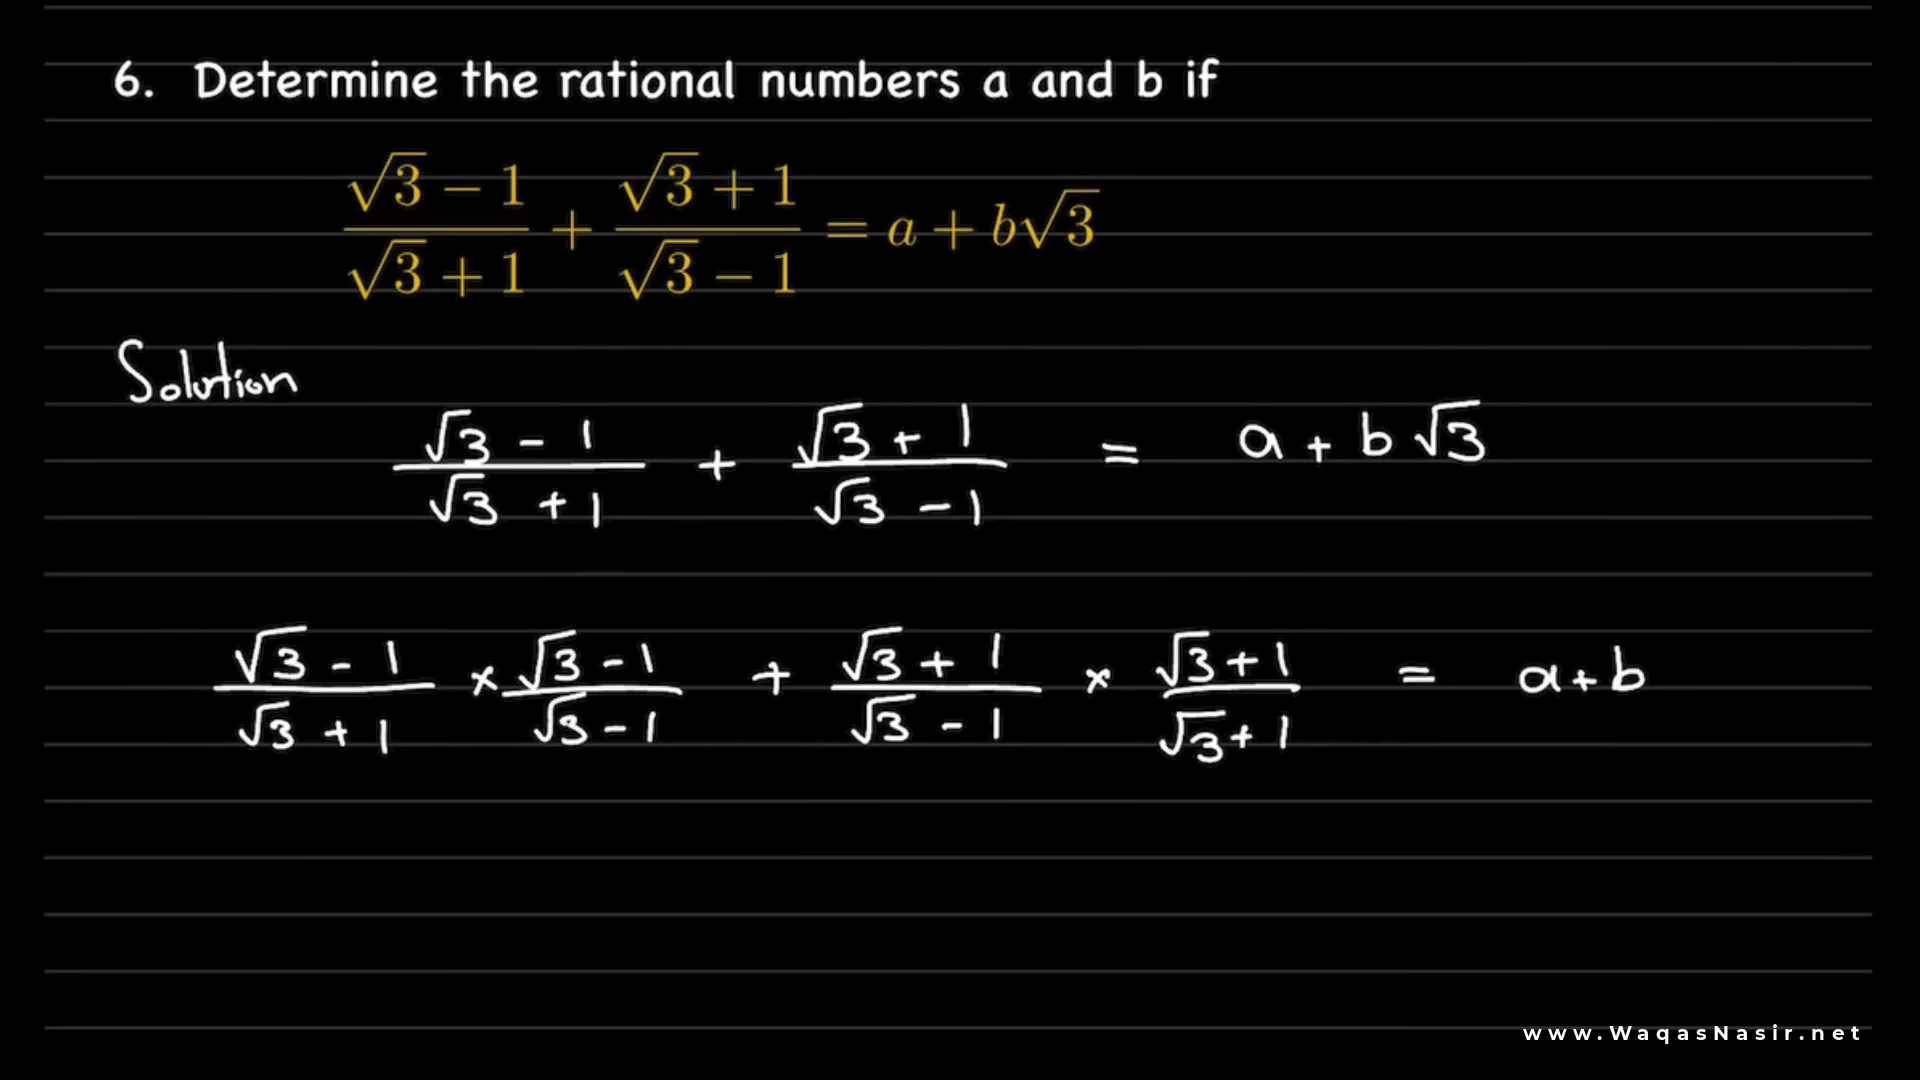 6. Determine the rational numbers a and b if
(√3 − 1)/(√3 + 1) + (√3 + 1)/(√3 − 1) = a + b√3
Solution
(√3 − 1)/(√3 + 1) + (√3 + 1)/(√3 − 1) = a + b√3
(√3 − 1)/(√3 + 1) × (√3 − 1)/(√3 − 1) + (√3 + 1)/(√3 − 1) × (√3 + 1)/(√3 + 1) = a + b
www.WaqasNasir.net